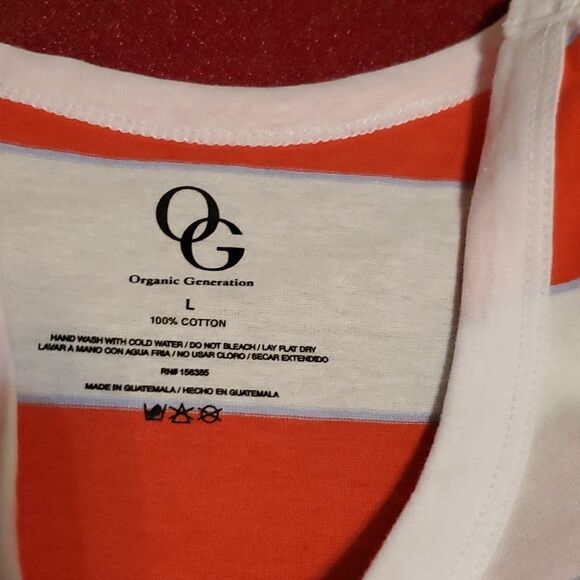 OG
Organic Generation
L
100% COTTON
HAND WASH WITH COLD WATER / DO NOT BLEACH / LAY FLAT DRY
LAVAR A MANO CON AGUA FRIA / NO USAR CLORO / SECAR EXTENDIDO
RN# 156385
MADE IN GUATEMALA / HECHO EN GUATEMALA